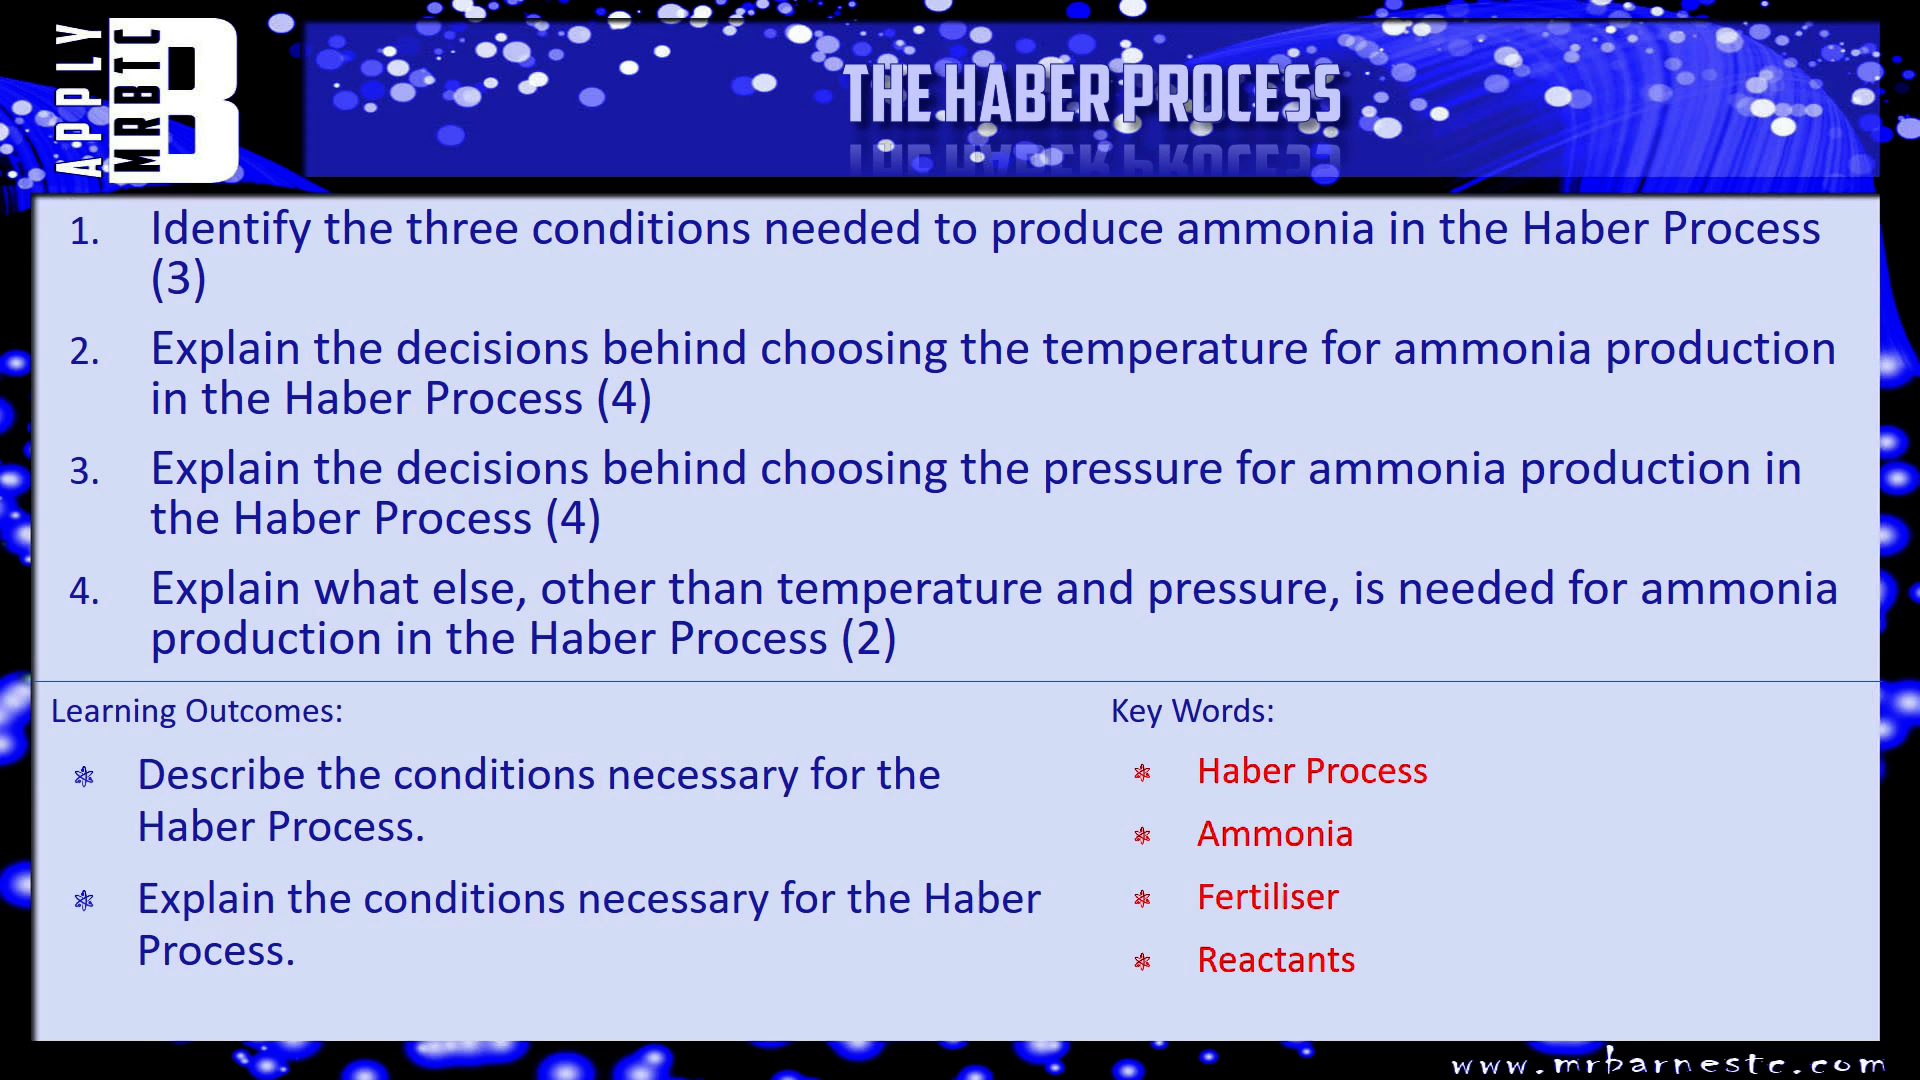 APPLY
MRBTC
B
THE HABER PROCESS
1. Identify the three conditions needed to produce ammonia in the Haber Process
(3)
2. Explain the decisions behind choosing the temperature for ammonia production
in the Haber Process (4)
3. Explain the decisions behind choosing the pressure for ammonia production in
the Haber Process (4)
4. Explain what else, other than temperature and pressure, is needed for ammonia
production in the Haber Process (2)
Learning Outcomes:
Describe the conditions necessary for the
Haber Process.
Explain the conditions necessary for the Haber
Process.
Key Words:
Haber Process
Ammonia
Fertiliser
Reactants
www.mrbarnestc.com